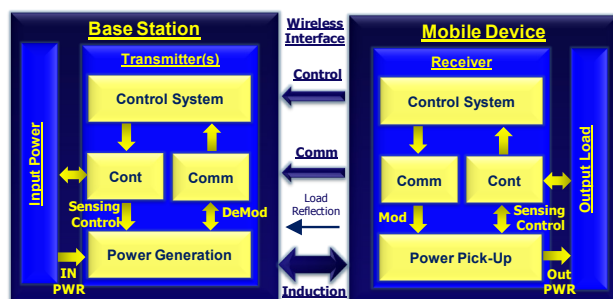 Base Station
Transmitter(s)
Input Power
Control System
Cont
Comm
Sensing
Control
DeMod
Power Generation
IN
PWR
Wireless
Interface
Control
Comm
Load
Reflection
Induction
Mobile Device
Receiver
Control System
Comm
Cont
Mod
Sensing
Control
Power Pick-Up
Out
PWR
Output Load